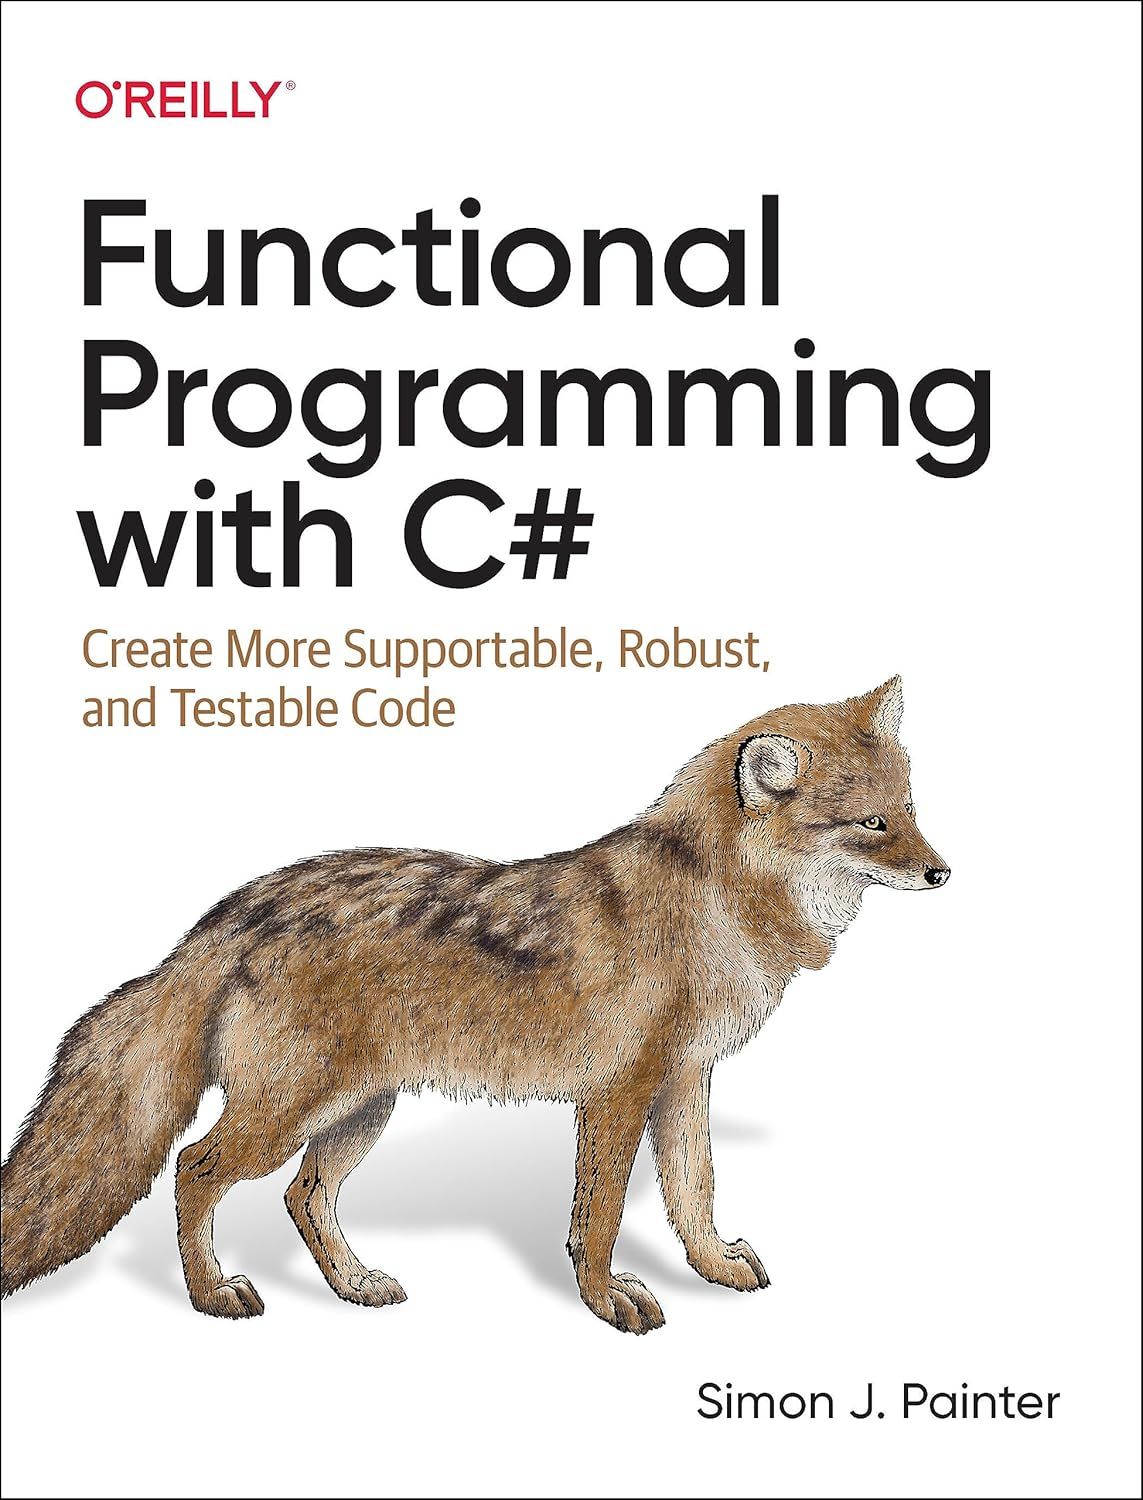 O'REILLY®
Functional
Programming
with C#
Create More Supportable, Robust,
and Testable Code
Simon J. Painter